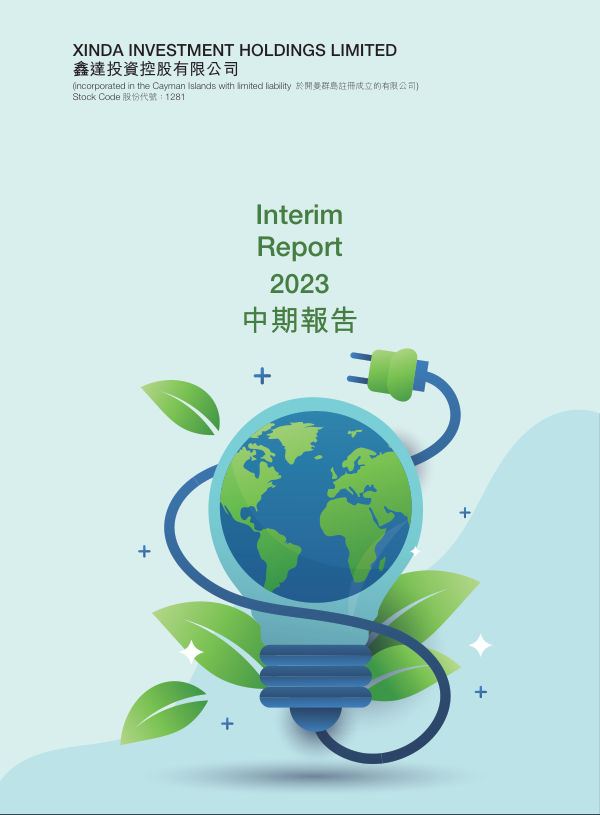 XINDA INVESTMENT HOLDINGS LIMITED
鑫達投資控股有限公司
(incorporated in the Cayman Islands with limited liability 於開曼群島註冊成立的有限公司)
Stock Code 股份代號：1281
Interim
Report
2023
中期報告